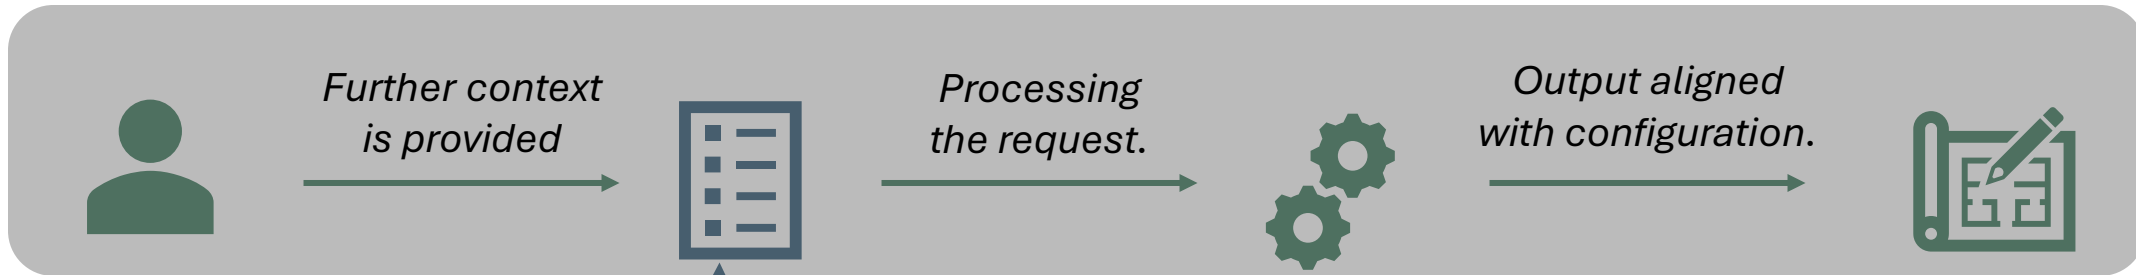 Further context
is provided
Processing
the request.
Output aligned
with configuration.